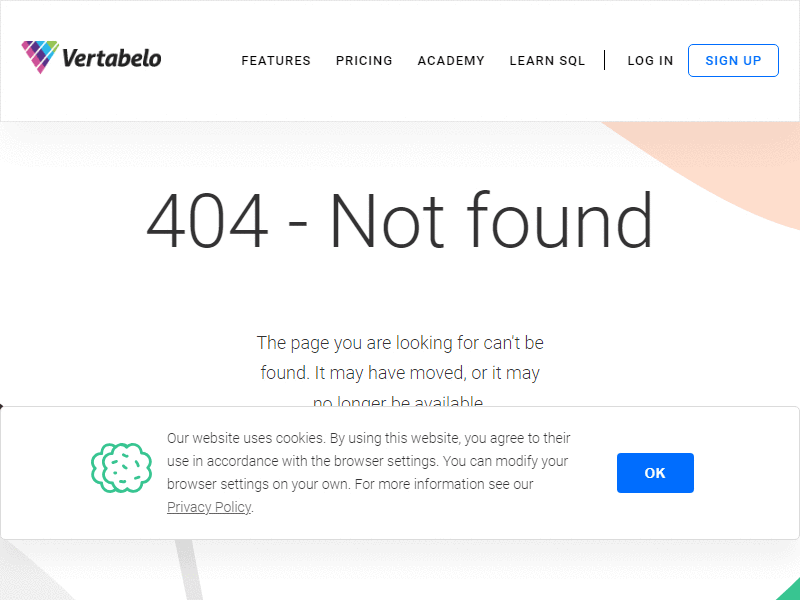 Vertabelo
FEATURES PRICING ACADEMY LEARN SQL LOG IN SIGN UP
404 - Not found
The page you are looking for can't be
found. It may have moved, or it may
no longer be available.
Our website uses cookies. By using this website, you agree to their
use in accordance with the browser settings. You can modify your
browser settings on your own. For more information see our
Privacy Policy.
OK